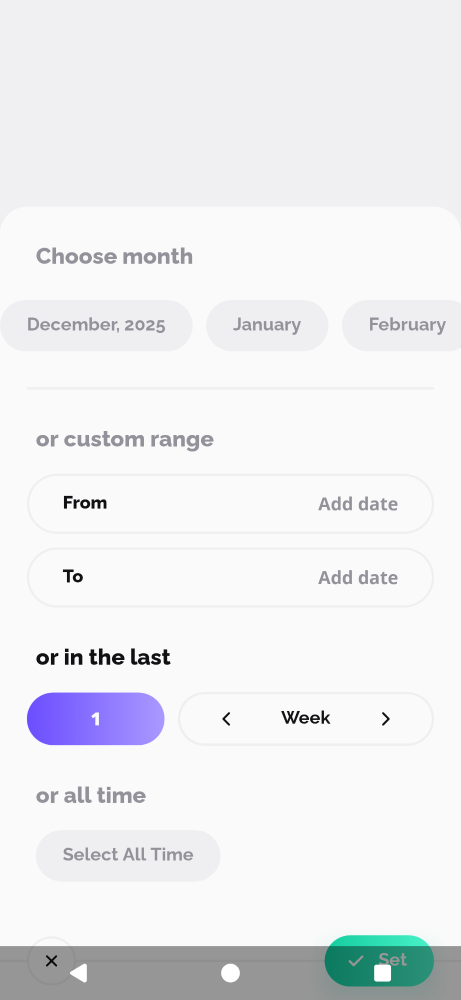 Choose month
December, 2025
January
February
or custom range
From
Add date
To
Add date
or in the last
1
Week
or all time
Select All Time
Set